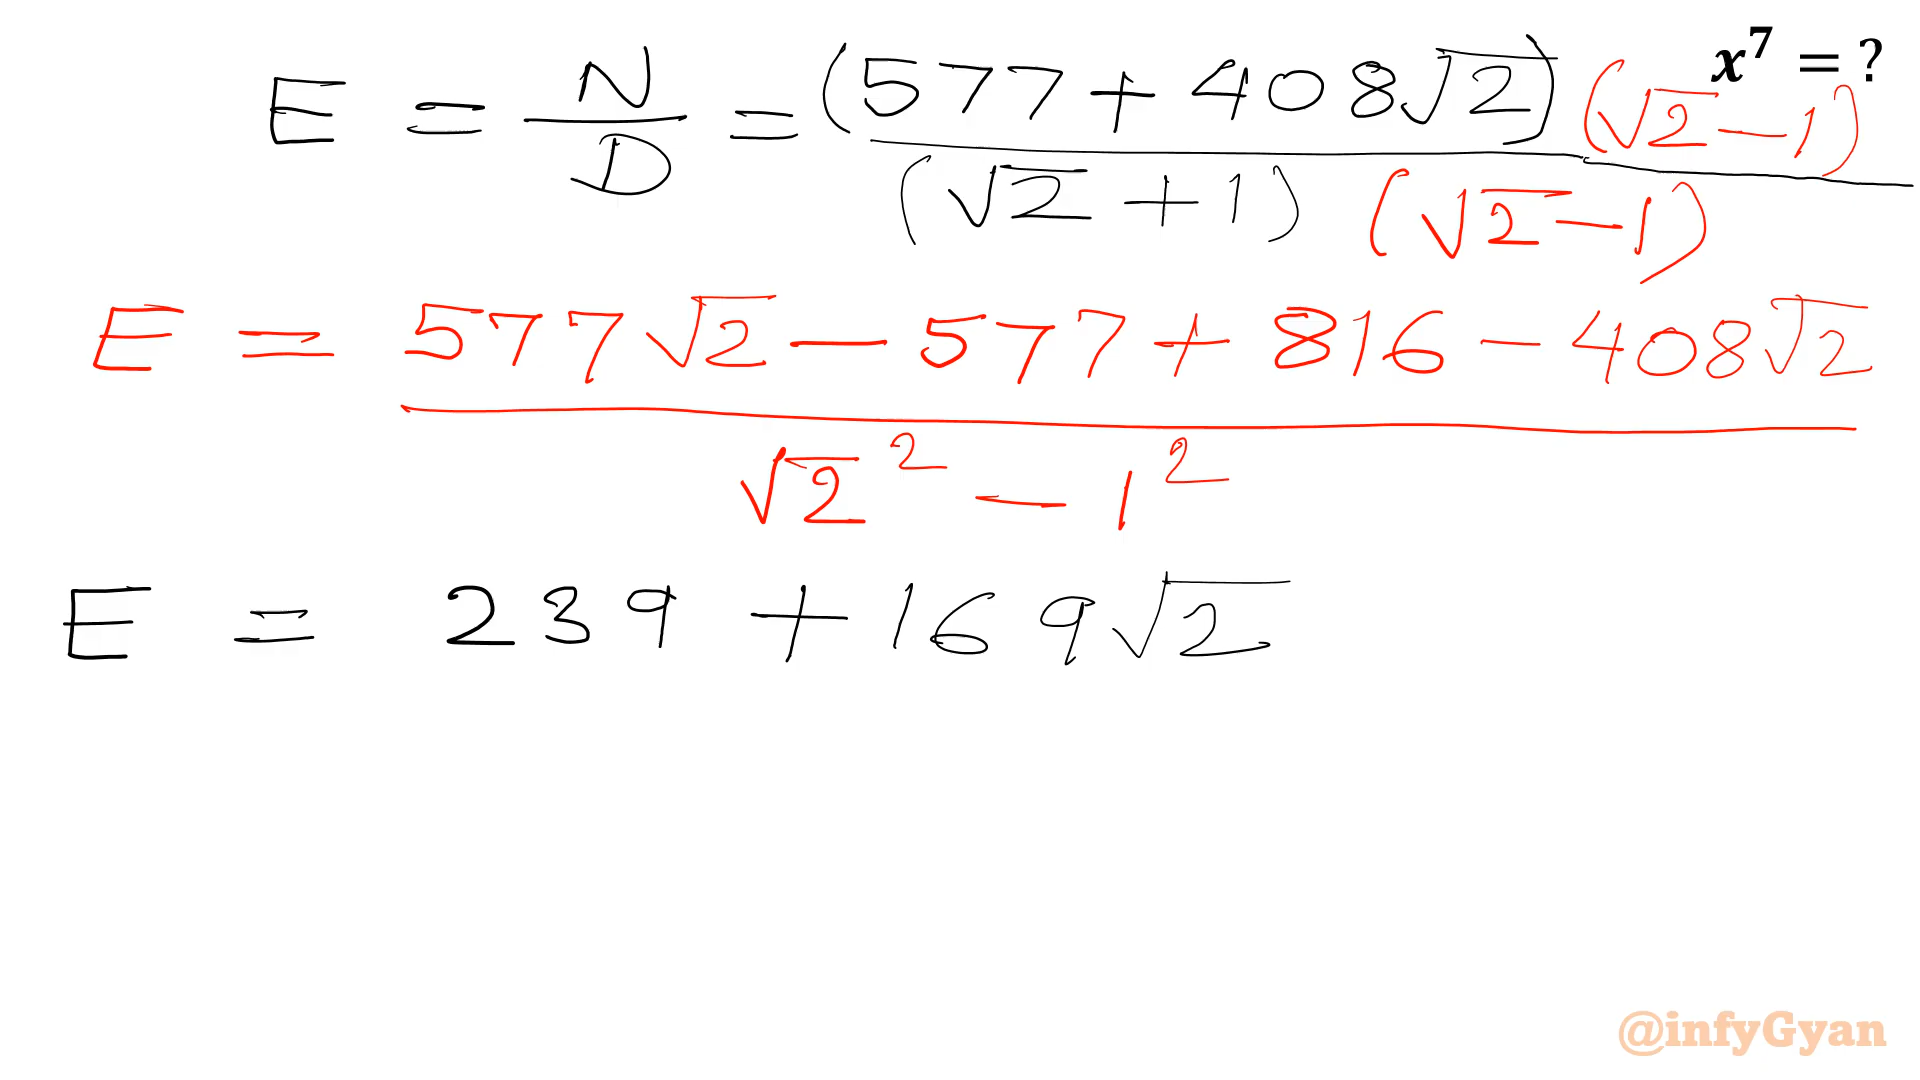 x⁷ = ?
E = N/D = (577 + 408√2) (√2 - 1) / (√2 + 1) (√2 - 1)
E = 577√2 - 577 + 816 - 408√2 / √2² - 1²
E = 239 + 169√2
@infyGyan